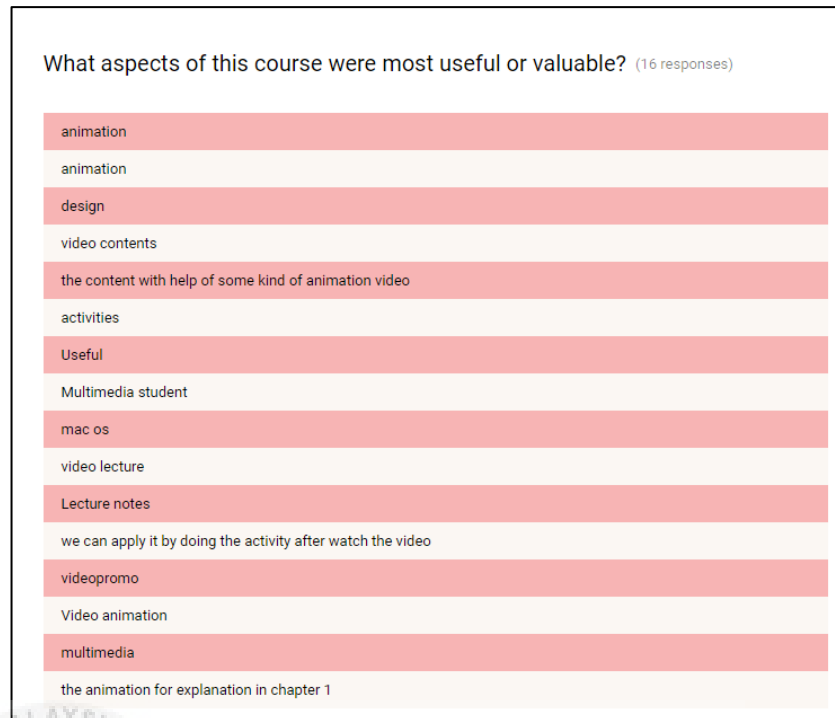 What aspects of this course were most useful or valuable? (16 responses)
animation
animation
design
video contents
the content with help of some kind of animation video
activities
Useful
Multimedia student
mac os
video lecture
Lecture notes
we can apply it by doing the activity after watch the video
videopromo
Video animation
multimedia
the animation for explanation in chapter 1